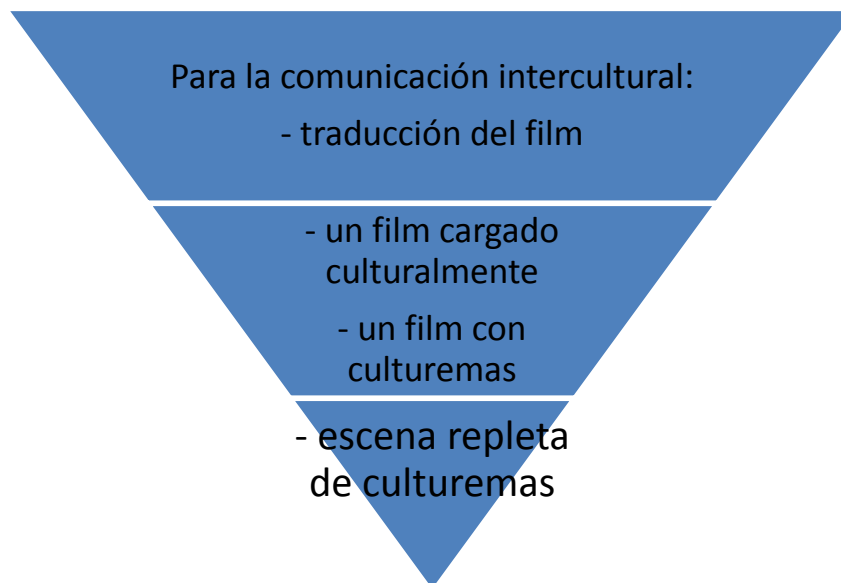 Para la comunicación intercultural:
- traducción del film
- un film cargado
culturalmente
- un film con
culturemas
- escena repleta
de culturemas